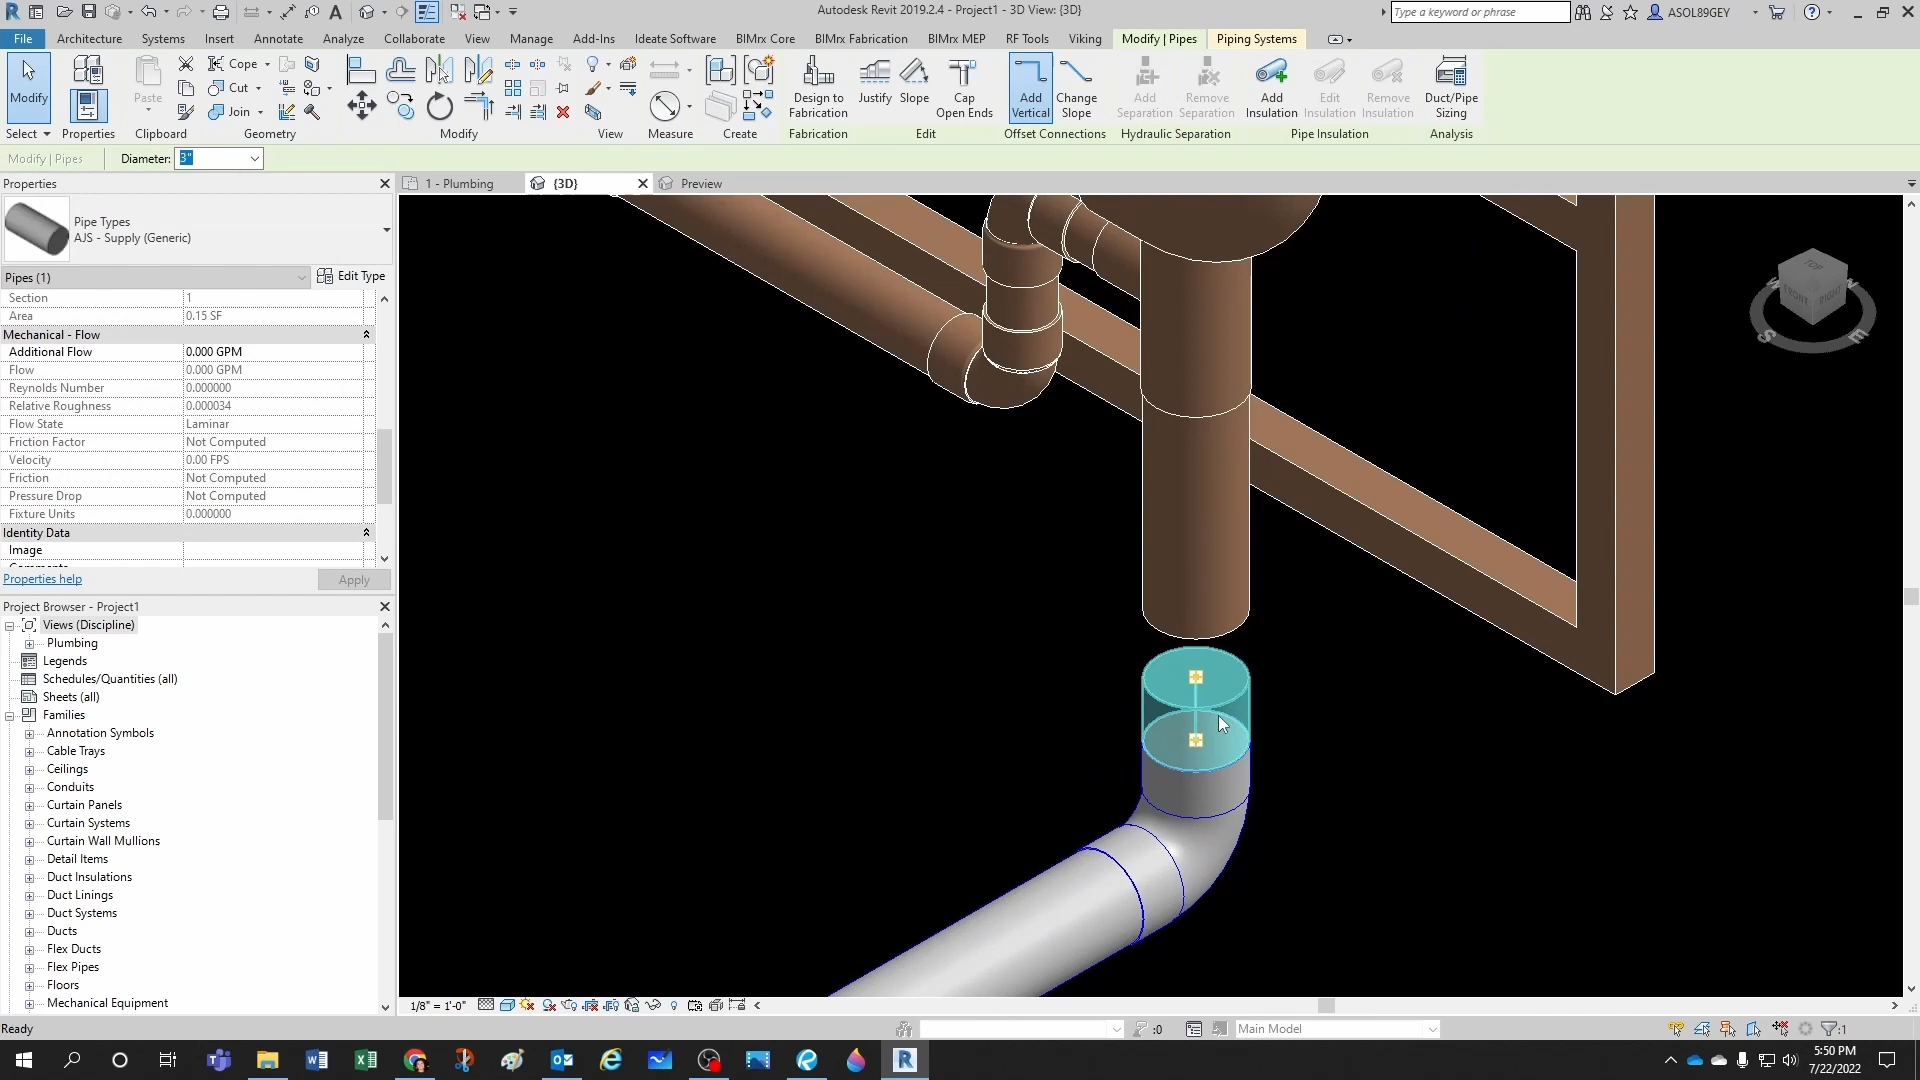 Autodesk Revit 2019.2.4 - Project1 - 3D View: {3D}
Type a keyword or phrase
ASOL89GEY
File Architecture Systems Insert Annotate Analyze Collaborate View Manage Add-Ins Ideate Software BIMrx Core BIMrx Fabrication BIMrx MEP RF Tools Viking Modify | Pipes Piping Systems
Modify
Paste
Cope
Cut
Join
Design to Fabrication
Justify
Slope
Cap Open Ends
Add Vertical
Change Slope
Add Separation
Remove Separation
Add Insulation
Edit Insulation
Remove Insulation
Duct/Pipe Sizing
Select Properties Clipboard Geometry Modify View Measure Create Fabrication Edit Offset Connections Hydraulic Separation Pipe Insulation Analysis
Modify | Pipes Diameter: 3"
Properties
1 - Plumbing {3D} Preview
Pipe Types
AJS - Supply (Generic)
Pipes (1) Edit Type
Section 1
Area 0.15 SF
Mechanical - Flow
Additional Flow 0.000 GPM
Flow 0.000 GPM
Reynolds Number 0.000000
Relative Roughness 0.000034
Flow State Laminar
Friction Factor Not Computed
Velocity 0.00 FPS
Friction Not Computed
Pressure Drop Not Computed
Fixture Units 0.000000
Identity Data
Image
Properties help Apply
Project Browser - Project1
Views (Discipline)
Plumbing
Legends
Schedules/Quantities (all)
Sheets (all)
Families
Annotation Symbols
Cable Trays
Ceilings
Conduits
Curtain Panels
Curtain Systems
Curtain Wall Mullions
Detail Items
Duct Insulations
Duct Linings
Duct Systems
Ducts
Flex Ducts
Flex Pipes
Floors
Mechanical Equipment
TOP
FRONT
RIGHT
S
E
1/8" = 1'-0"
Ready
:0
Main Model
:1
5:50 PM
7/22/2022